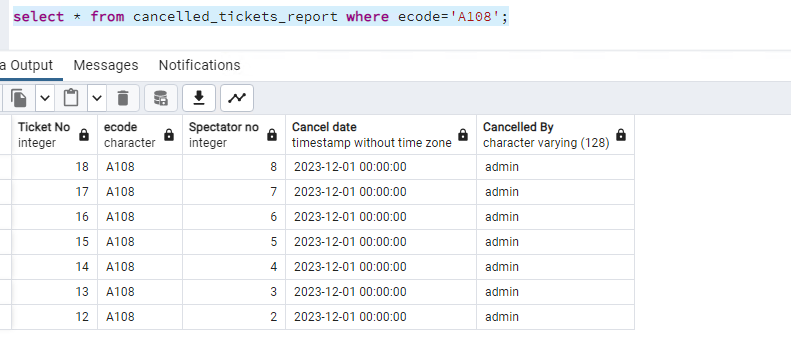 select * from cancelled_tickets_report where ecode='A108';
a Output Messages Notifications
Ticket No ecode Spectator no Cancel date Cancelled By
integer character integer timestamp without time zone character varying (128)
18 A108 8 2023-12-01 00:00:00 admin
17 A108 7 2023-12-01 00:00:00 admin
16 A108 6 2023-12-01 00:00:00 admin
15 A108 5 2023-12-01 00:00:00 admin
14 A108 4 2023-12-01 00:00:00 admin
13 A108 3 2023-12-01 00:00:00 admin
12 A108 2 2023-12-01 00:00:00 admin